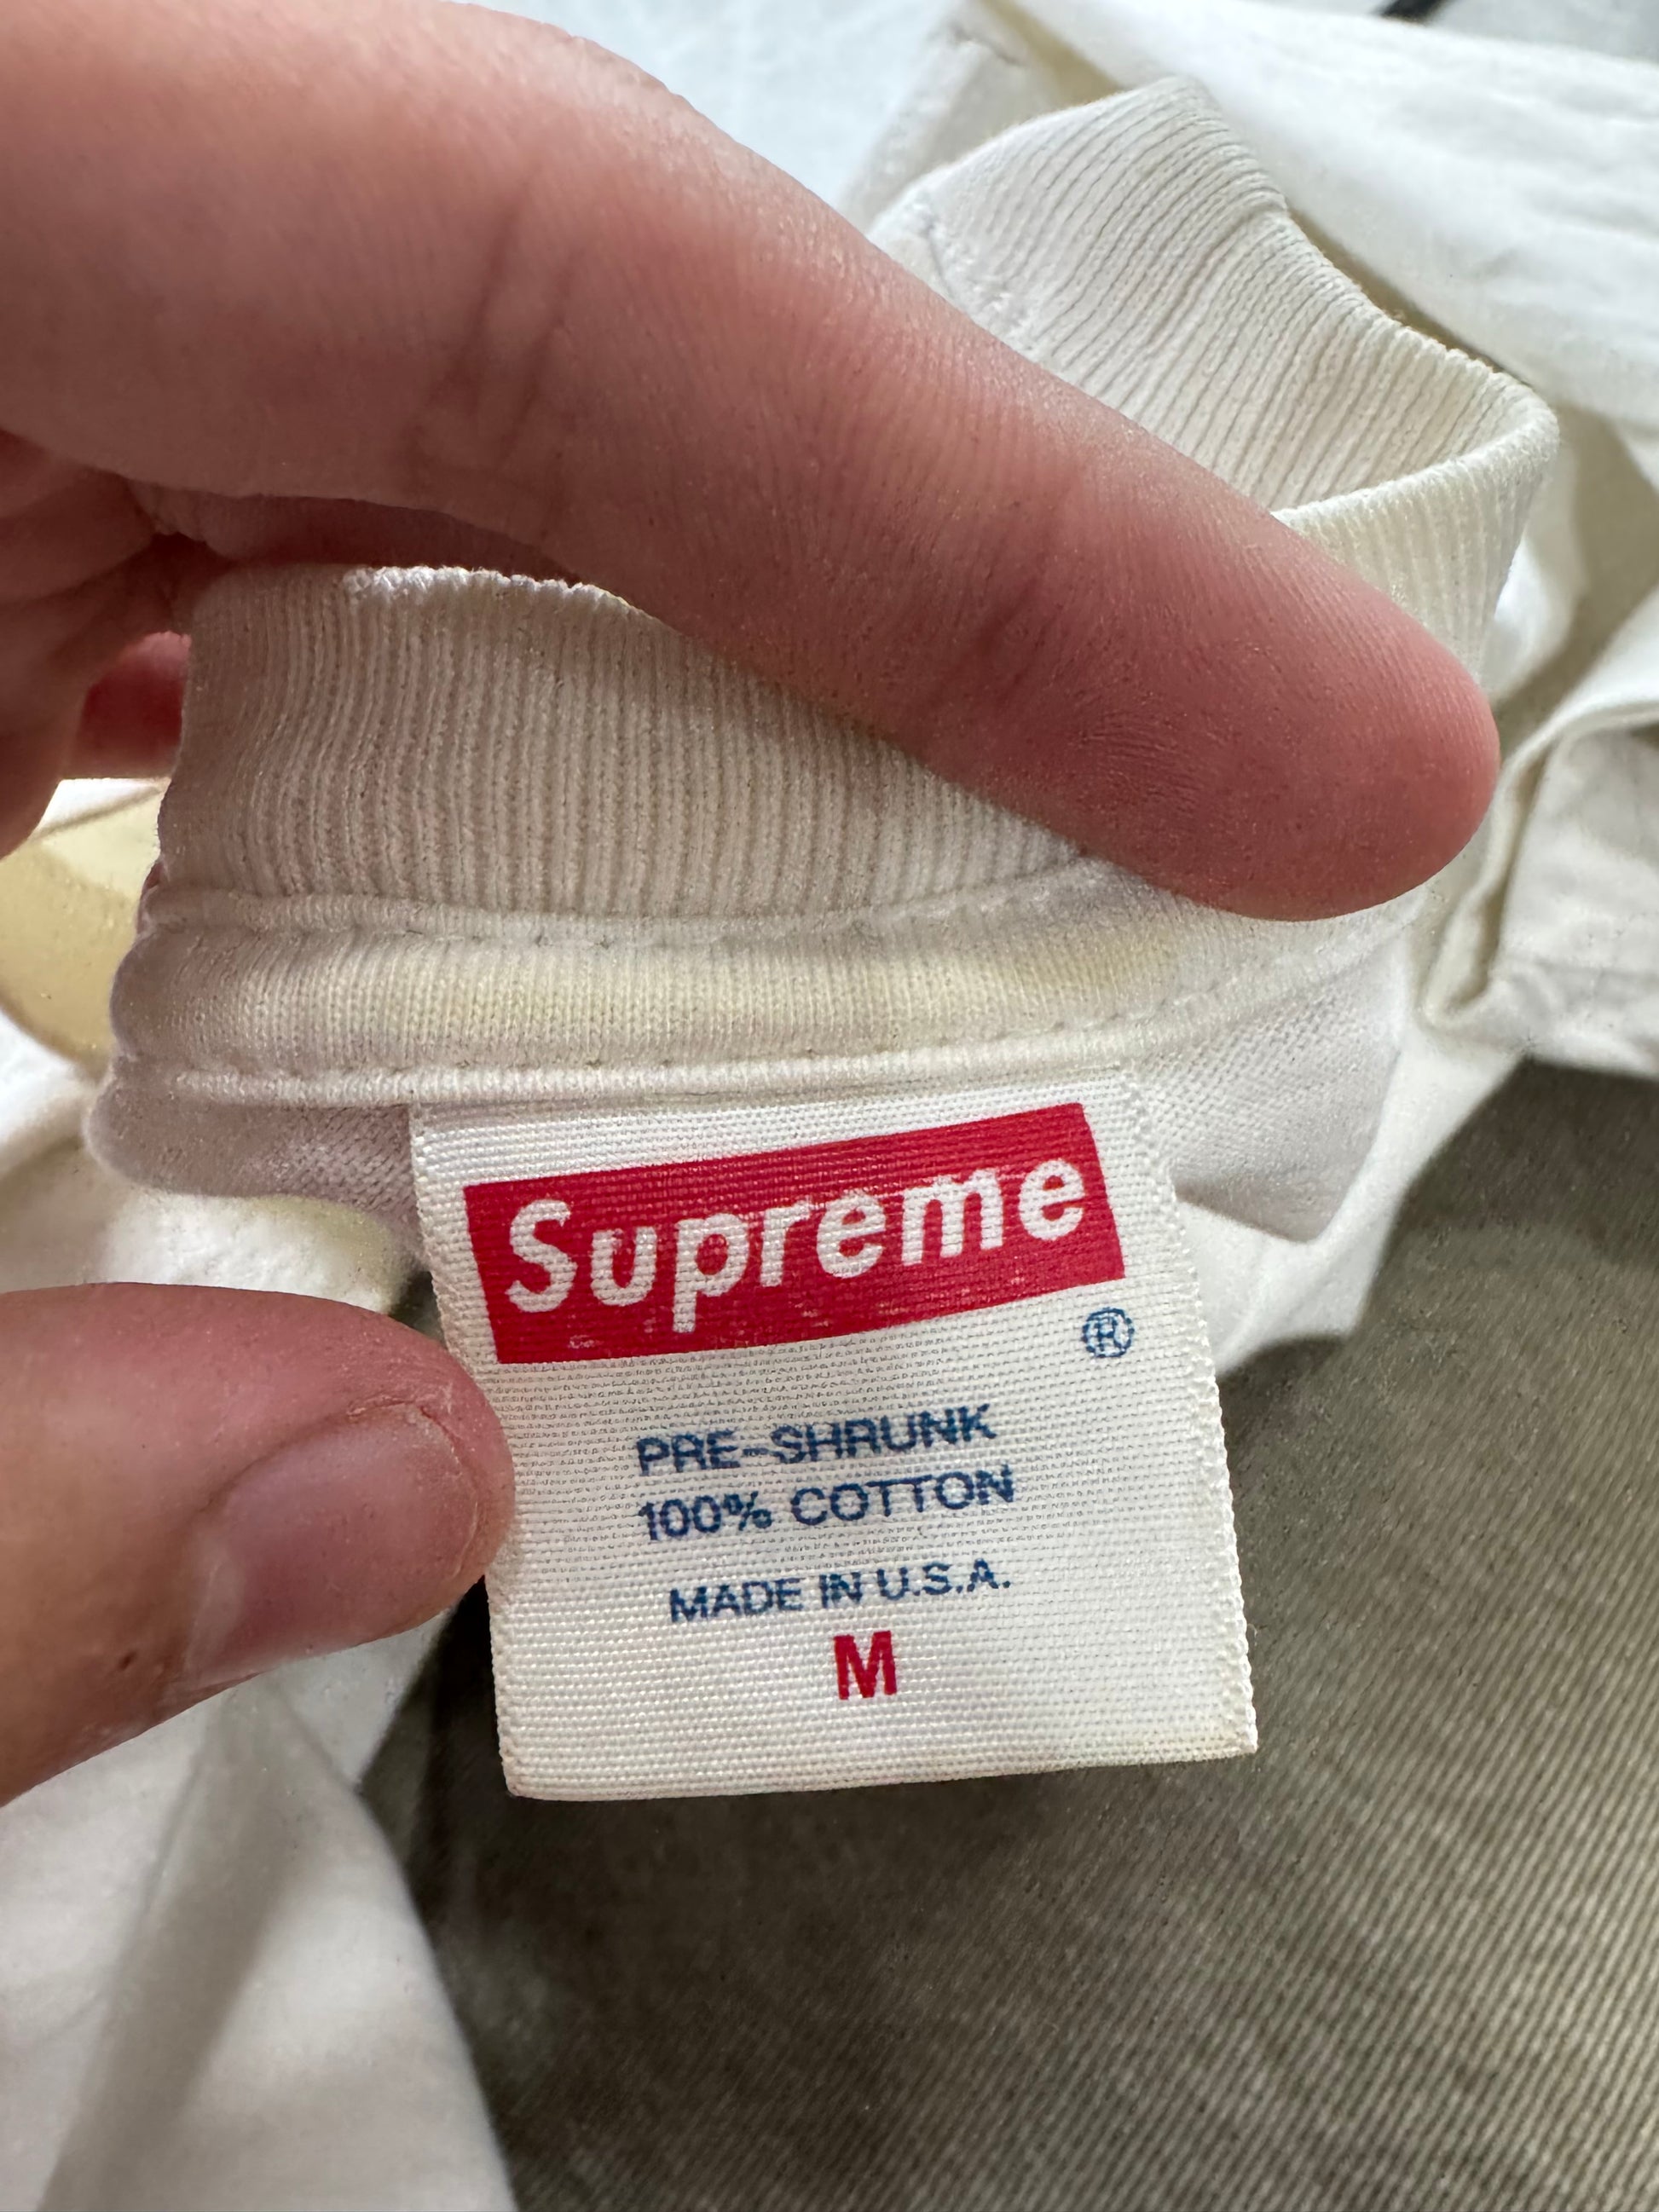 Supreme
®
PRE-SHRUNK
100% COTTON
MADE IN U.S.A.
M